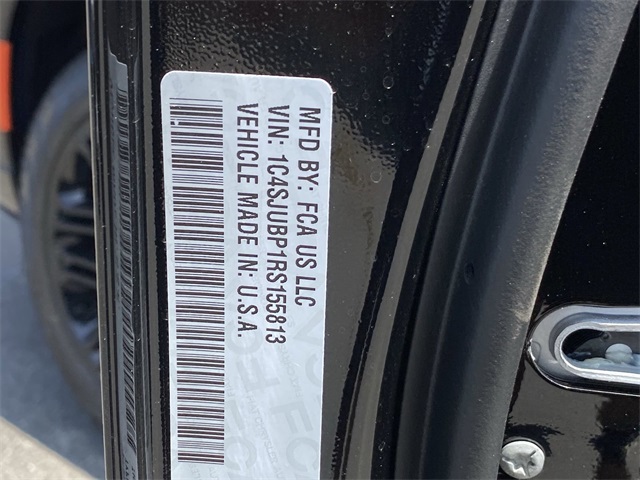 MFD BY: FCA US LLC
VIN: 1C4SJUBP1RS155813
VEHICLE MADE IN: U.S.A.